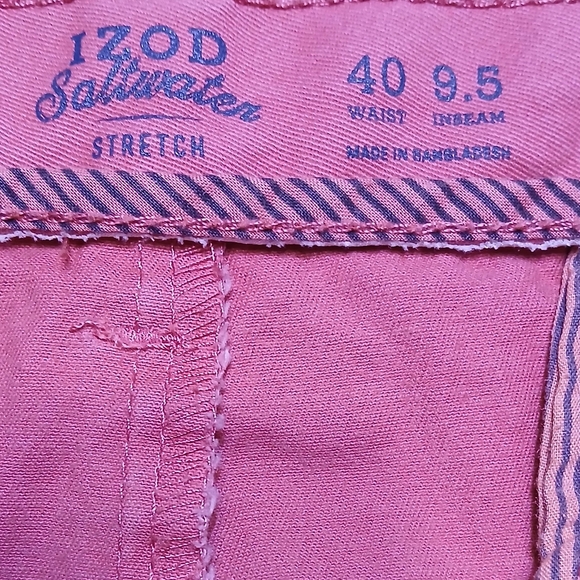 IZOD
Saltwater
STRETCH
40 9.5
WAIST INSEAM
MADE IN BANGLADESH